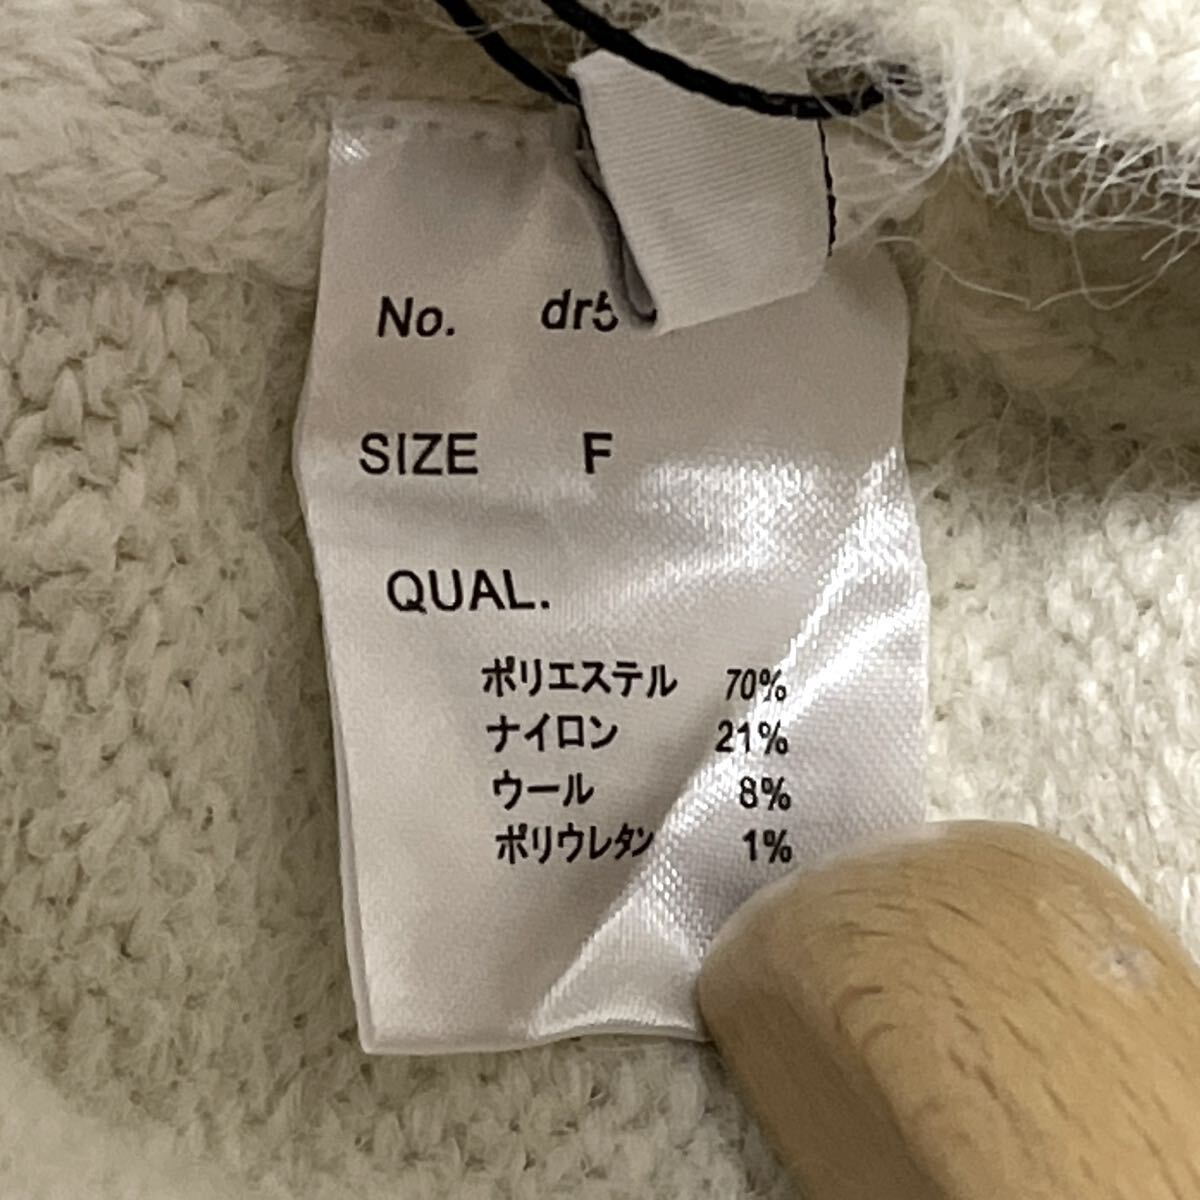 No. dr5
SIZE F
QUAL.
ポリエステル 70%
ナイロン 21%
ウール 8%
ポリウレタン 1%